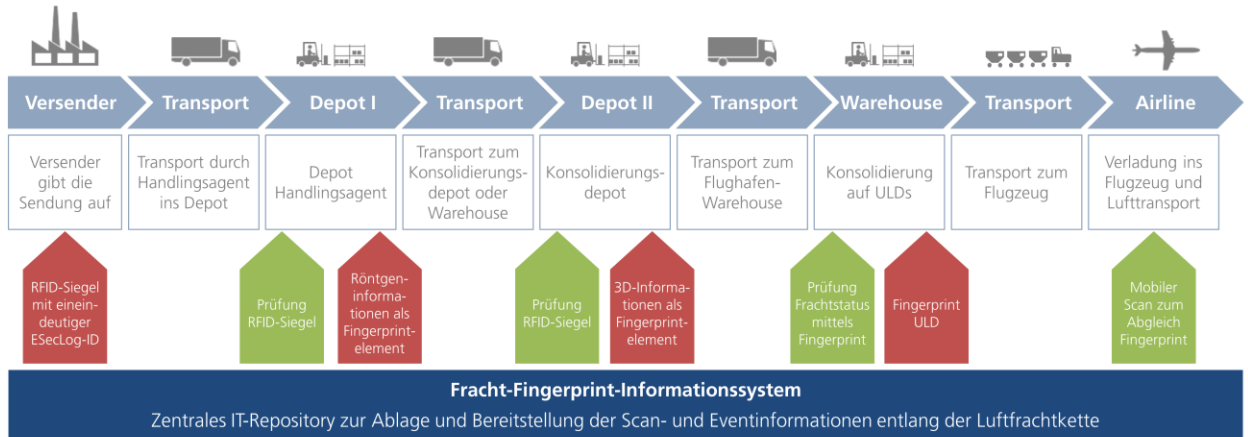 Versender
Transport
Depot I
Transport
Depot II
Transport
Warehouse
Transport
Airline
Versender
gibt die
Sendung auf
Transport durch
Handlingsagent
ins Depot
Depot
Handlingsagent
Transport zum
Konsolidierungs-
depot oder
Warehouse
Konsolidierungs-
depot
Transport zum
Flughafen-
Warehouse
Konsolidierung
auf ULDs
Transport zum
Flugzeug
Verladung ins
Flugzeug und
Lufttransport
RFID-Siegel
mit einein-
deutiger
ESecLog-ID
Prüfung
RFID-Siegel
Röntgen-
informa-
tionen als
Fingerprint-
element
Prüfung
RFID-Siegel
3D-Informa-
tionen als
Fingerprint-
element
Prüfung
Frachtstatus
mittels
Fingerprint
Fingerprint
ULD
Mobiler
Scan zum
Abgleich
Fingerprint
Fracht-Fingerprint-Informationssystem
Zentrales IT-Repository zur Ablage und Bereitstellung der Scan- und Eventinformationen entlang der Luftfrachtkette